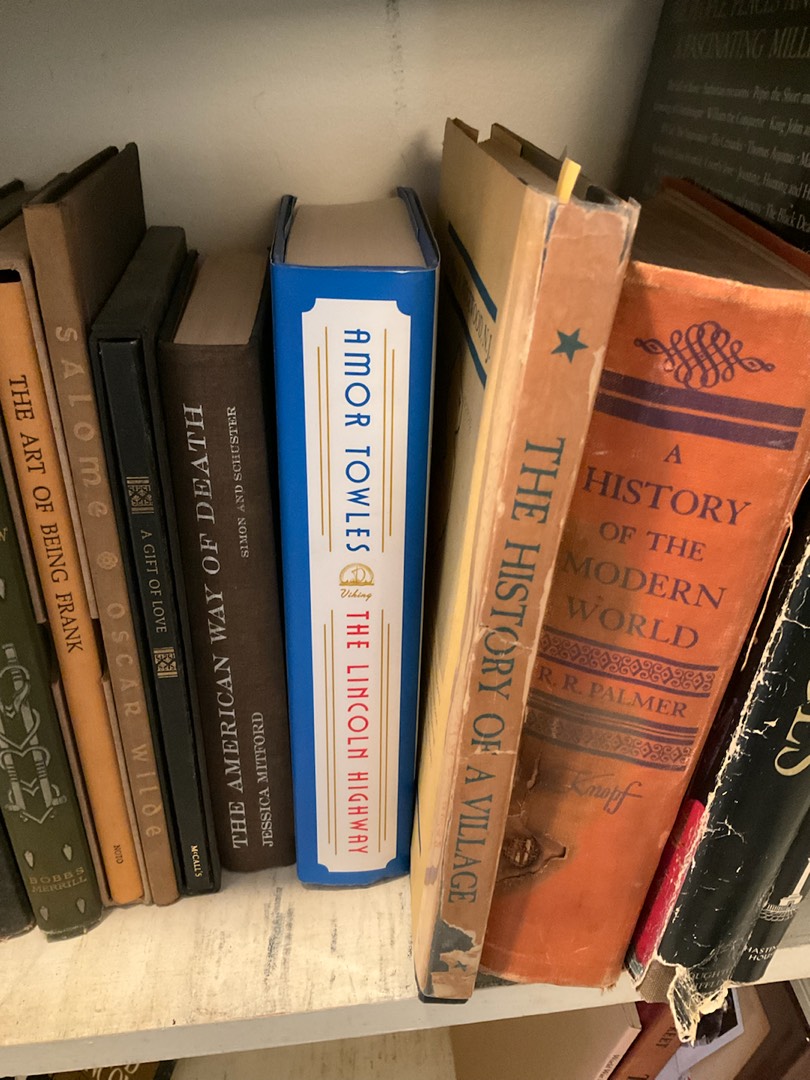 BOBBS
MERRILL
THE ART OF BEING FRANK
NOTO
SALOME
OSCAR WILDE
A GIFT OF LOVE
McCALL'S
THE AMERICAN WAY OF DEATH
JESSICA MITFORD
SIMON AND SCHUSTER
AMOR TOWLES
Viking
THE LINCOLN HIGHWAY
THE HISTORY OF A VILLAGE
A
HISTORY
OF THE
MODERN
WORLD
R. R. PALMER
Knopf
FASCINATING